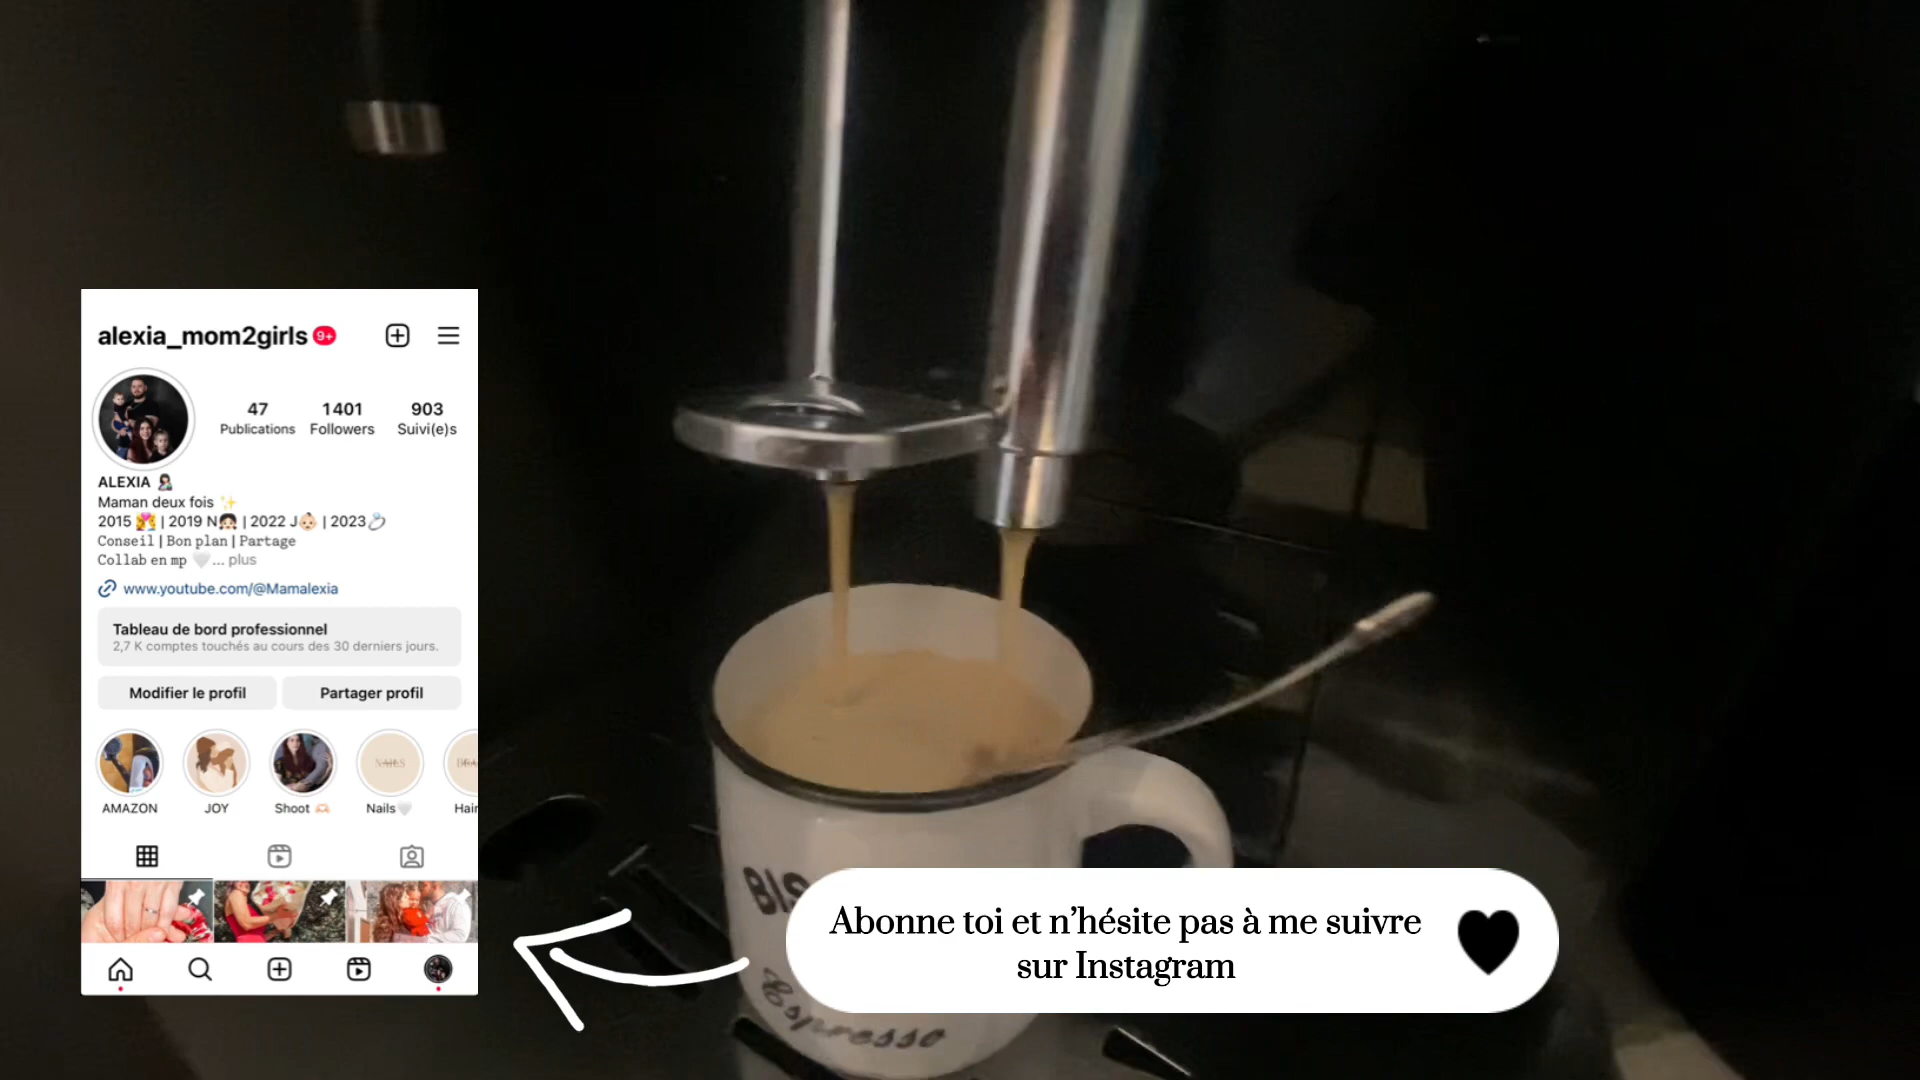 alexia_mom2girls 9+
47 1401 903
Publications Followers Suivi(e)s
ALEXIA
Maman deux fois
2015 | 2019 N | 2022 J | 2023
Conseil | Bon plan | Partage
Collab en mp ... plus
www.youtube.com/@Mamalexia
Tableau de bord professionnel
2,7 K comptes touchés au cours des 30 derniers jours.
Modifier le profil Partager profil
NAILS
AMAZON JOY Shoot Nails Hair
BIS
Abonne toi et n'hésite pas à me suivre
sur Instagram
Espresso